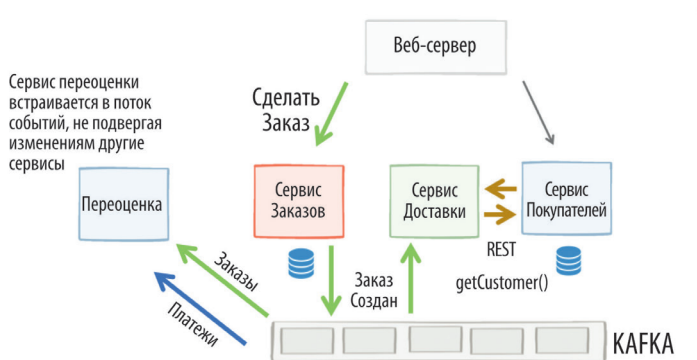 Веб-сервер
Сервис переоценки
встраивается в поток
событий, не подвергая
изменениям другие
сервисы
Сделать
Заказ
Переоценка
Сервис
Заказов
Сервис
Доставки
Сервис
Покупателей
REST
getCustomer()
Заказы
Платежи
Заказ
Создан
KAFKA